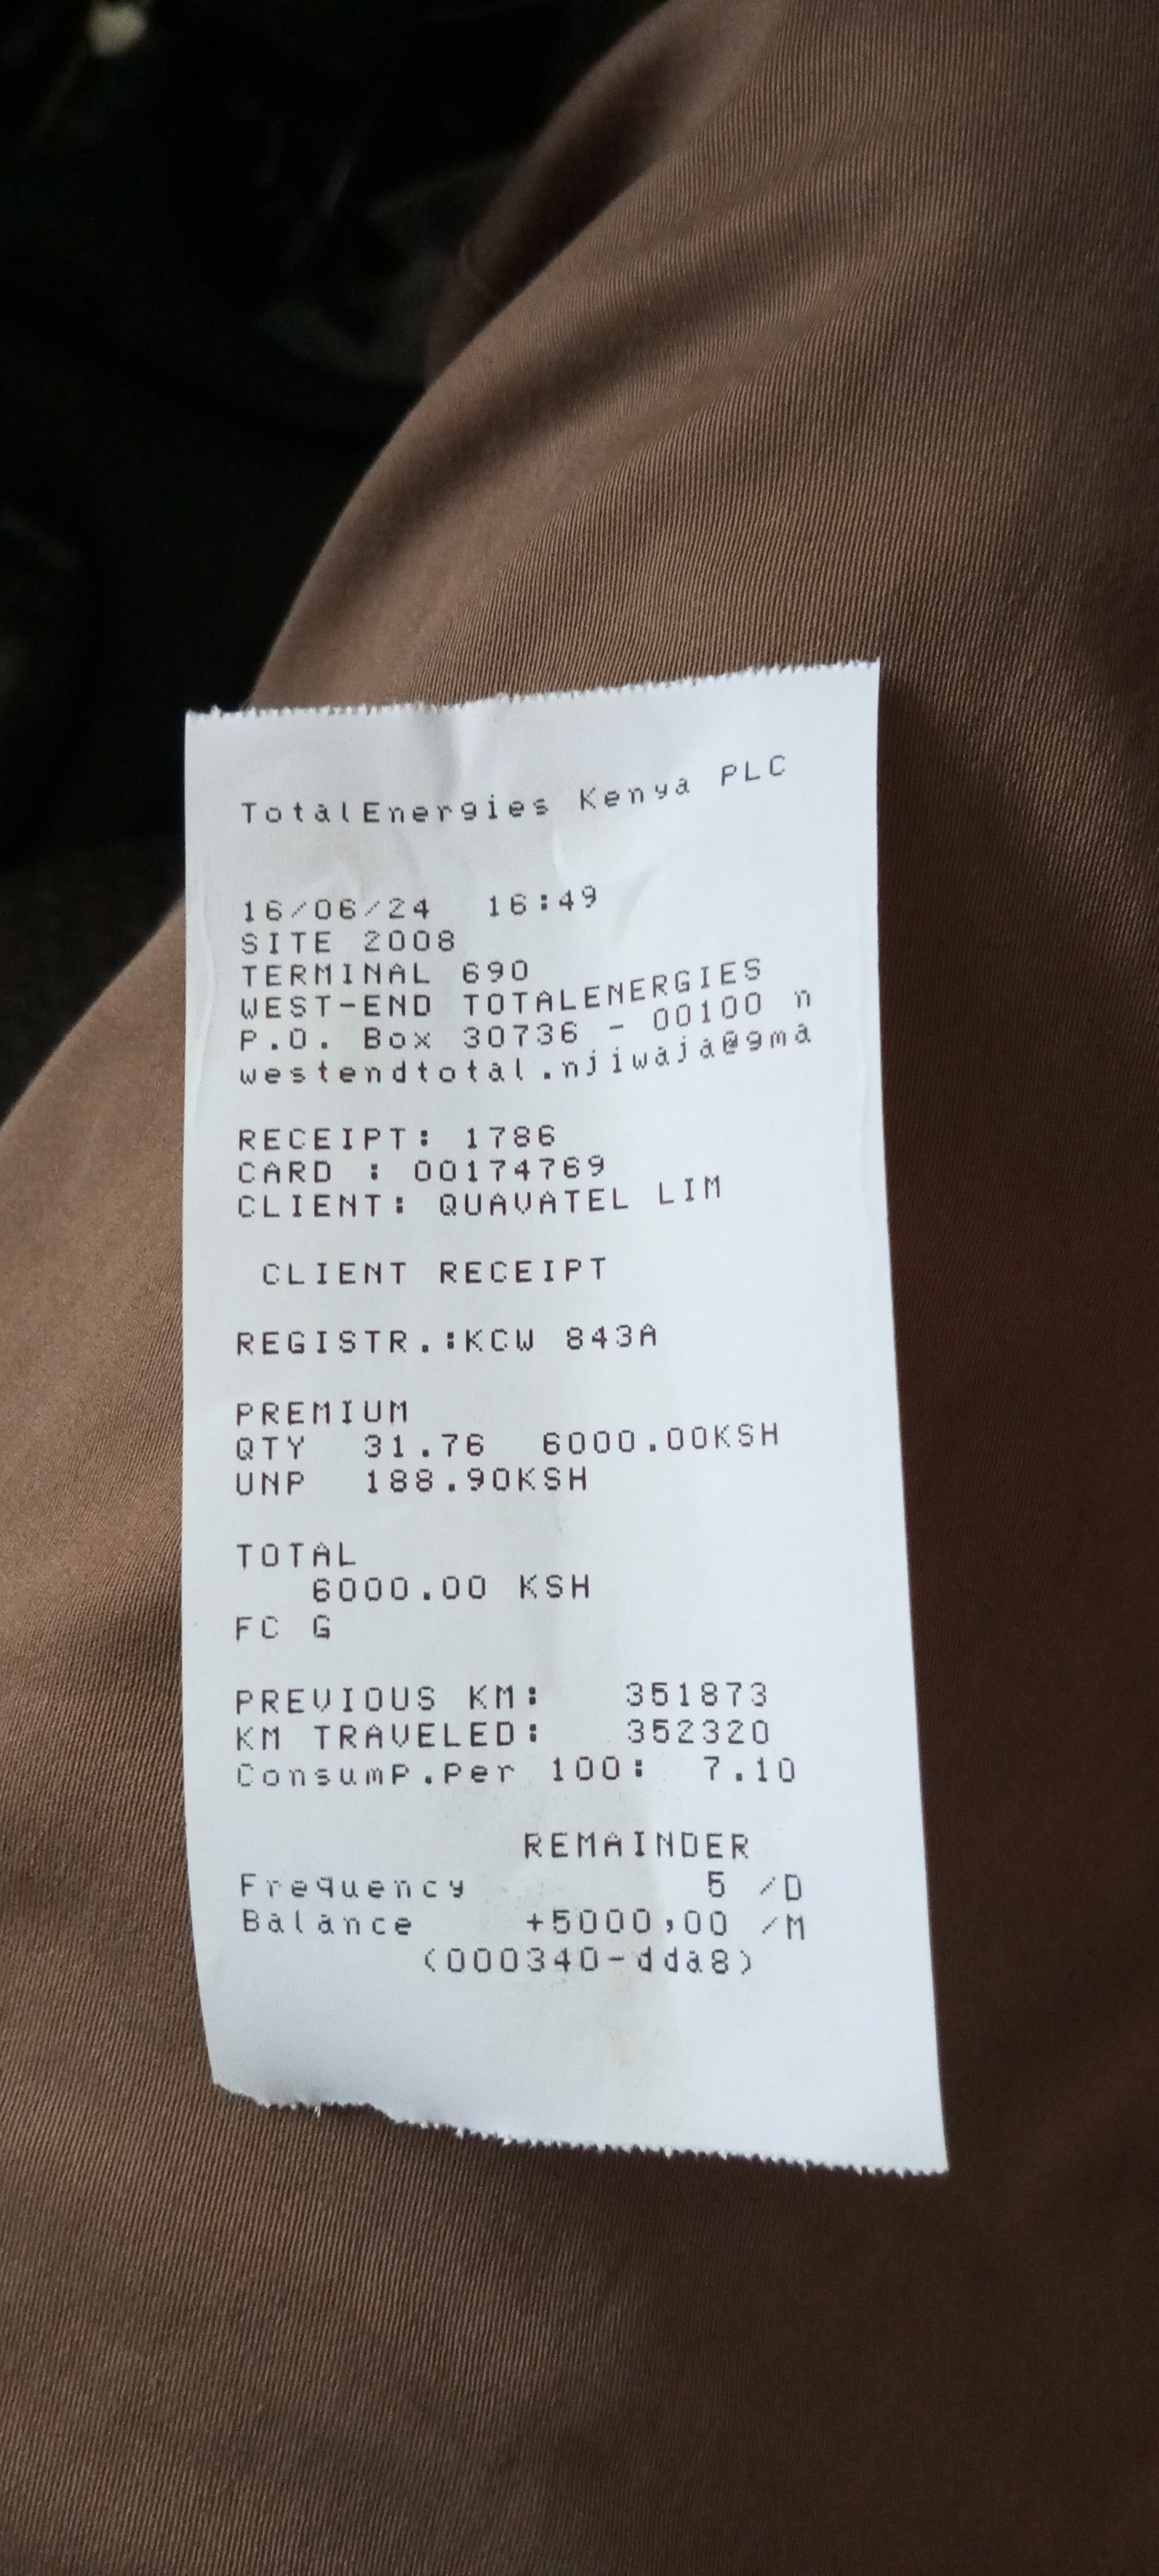 TotalEnergies Kenya PLC
16/06/24 16:49
SITE 2008
TERMINAL 690
WEST-END TOTALENERGIES
P.O. Box 30736 - 00100 n
westendtotal.njiwaja@gma
RECEIPT: 1786
CARD : 00174769
CLIENT: QUAVATEL LIM
CLIENT RECEIPT
REGISTR.:KCW 843A
PREMIUM
QTY 31.76 6000.00KSH
UNP 188.90KSH
TOTAL
6000.00 KSH
FC G
PREVIOUS KM: 351873
KM TRAVELED: 352320
Consump.Per 100: 7.10
REMAINDER
Frequency 5 /D
Balance +5000,00 /M
(000340-dda8)